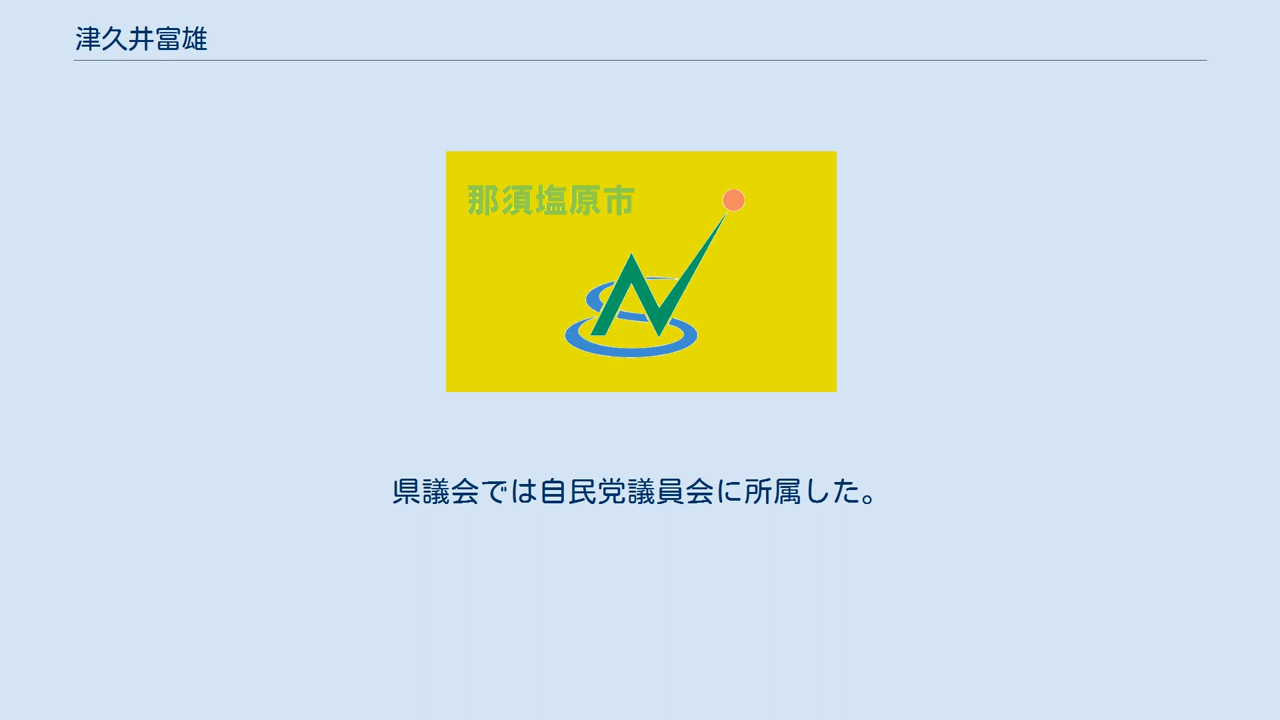 津久井富雄
那須塩原市
県議会では自民党議員会に所属した。